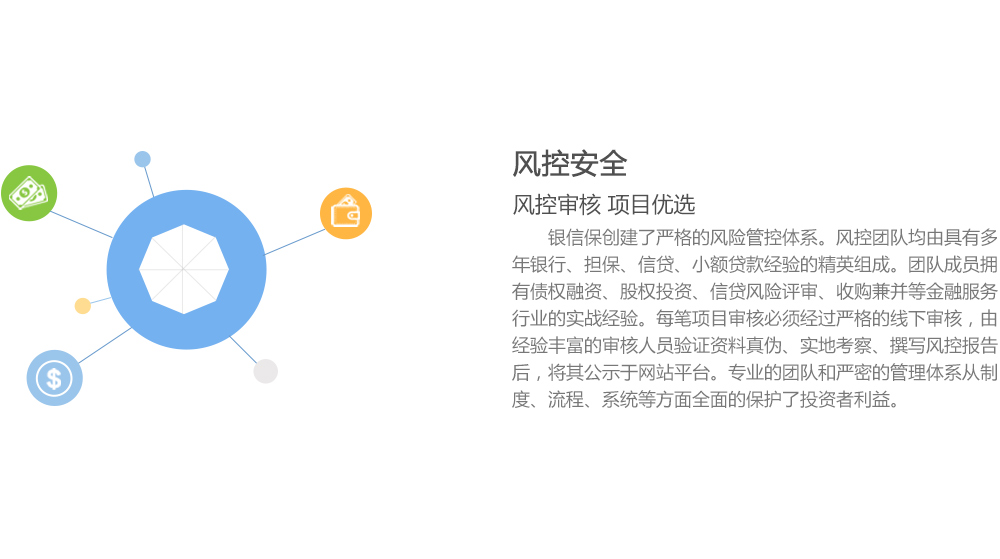 风控安全
风控审核 项目优选
银信保创建了严格的风险管控体系。风控团队均由具有多
年银行、担保、信贷、小额贷款经验的精英组成。团队成员拥
有债权融资、股权投资、信贷风险评审、收购兼并等金融服务
行业的实战经验。每笔项目审核必须经过严格的线下审核，由
经验丰富的审核人员验证资料真伪、实地考察、撰写风控报告
后，将其公示于网站平台。专业的团队和严密的管理体系从制
度、流程、系统等方面全面的保护了投资者利益。